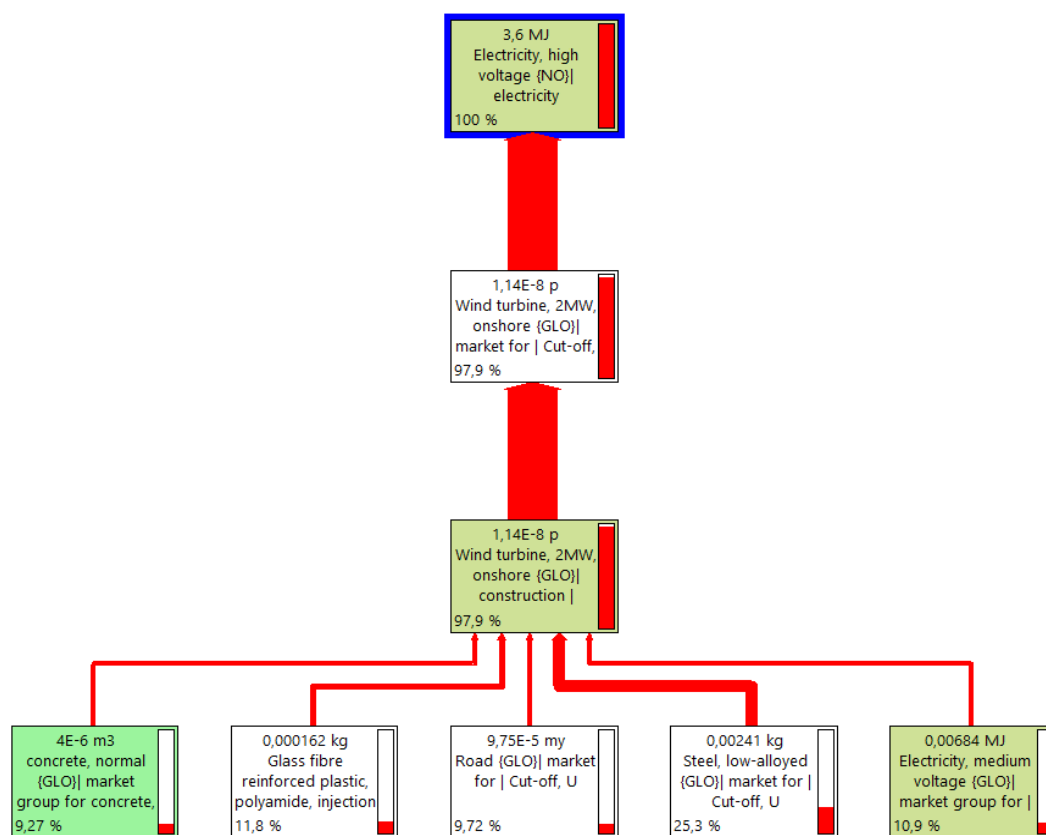 3,6 MJ
Electricity, high
voltage {NO}|
electricity
100 %
1,14E-8 p
Wind turbine, 2MW,
onshore {GLO}|
market for | Cut-off,
97,9 %
1,14E-8 p
Wind turbine, 2MW,
onshore {GLO}|
construction |
97,9 %
4E-6 m3
concrete, normal
{GLO}| market
group for concrete,
9,27 %
0,000162 kg
Glass fibre
reinforced plastic,
polyamide, injection
11,8 %
9,75E-5 my
Road {GLO}| market
for | Cut-off, U
9,72 %
0,00241 kg
Steel, low-alloyed
{GLO}| market for |
Cut-off, U
25,3 %
0,00684 MJ
Electricity, medium
voltage {GLO}|
market group for |
10,9 %